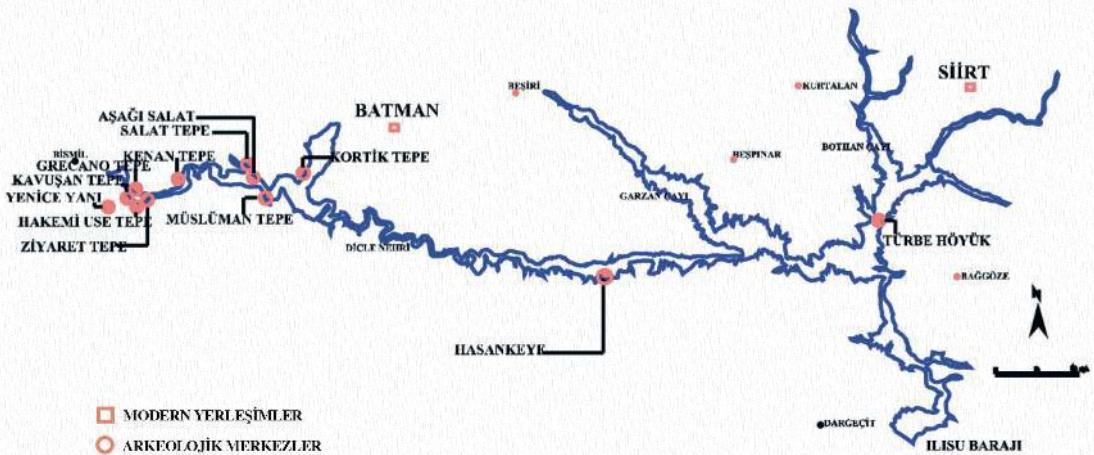 BEŞİRİ
KURTALAN
SİİRT
BATMAN
AŞAĞI SALAT
SALAT TEPE
BİSMİL
KENAN TEPE
GRECANO TEPE
KORTİK TEPE
BEŞPINAR
BOTHAN ÇAYI
KAVUŞAN TEPE
YENİCE YANI
GARZAN ÇAYI
HAKEMI USE TEPE
MÜSLÜMAN TEPE
ZİYARET TEPE
DİCLE NEHRİ
TÜRBE HÖYÜK
BAĞGÖZE
N
HASANKEYF
MODERN YERLEŞİMLER
DARGEÇİT
ARKEOLOJİK MERKEZLER
ILISU BARAJI